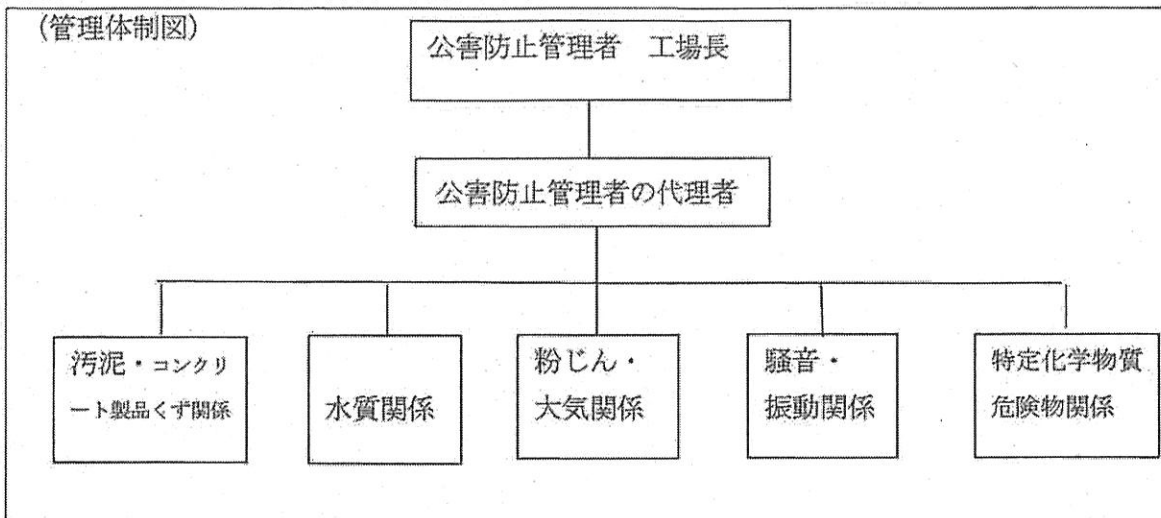 (管理体制図)
公害防止管理者　工場長
公害防止管理者の代理者
汚泥・コンクリ
ート製品くず関係
水質関係
粉じん・
大気関係
騒音・
振動関係
特定化学物質
危険物関係